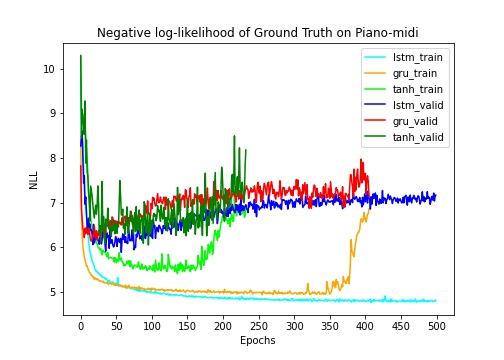 Negative log-likelihood of Ground Truth on Piano-midi
lstm_train
gru_train
tanh_train
lstm_valid
gru_valid
tanh_valid
10
9
8
7
6
5
NLL
0 50 100 150 200 250 300 350 400 450 500
Epochs